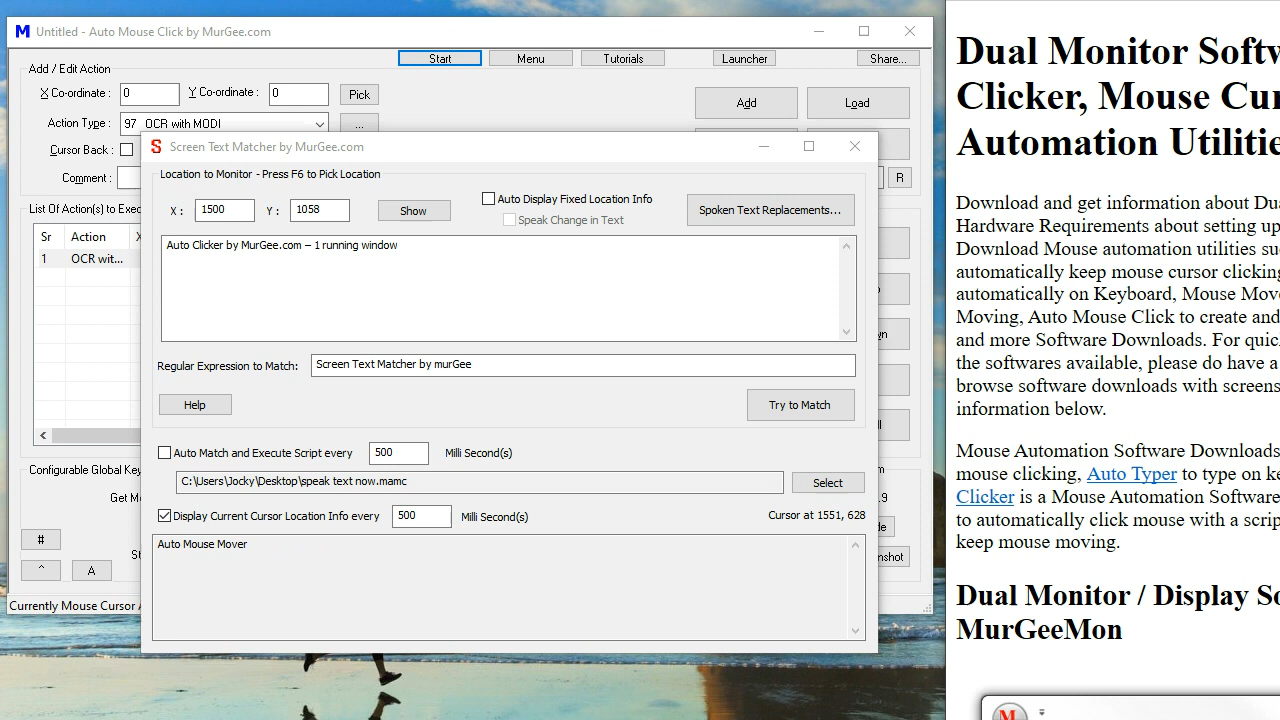 M Untitled - Auto Mouse Click by MurGee.com
Start Menu Tutorials Launcher Share...
Add / Edit Action
X Co-ordinate : 0 Y Co-ordinate : 0 Pick
Add Load
Action Type : 97 OCR with MODI ...
Cursor Back :
Comment : R
List Of Action(s) to Exec
Sr Action X
1 OCR wit...
Configurable Global Key
Get M
#
^ A
St
Currently Mouse Cursor
S Screen Text Matcher by MurGee.com
Location to Monitor - Press F6 to Pick Location
X : 1500 Y : 1058 Show
Auto Display Fixed Location Info
Speak Change in Text
Spoken Text Replacements...
Auto Clicker by MurGee.com – 1 running window
Regular Expression to Match: Screen Text Matcher by murGee
Help Try to Match
Auto Match and Execute Script every 500 Milli Second(s)
C:\Users\Jocky\Desktop\speak text now.mamc Select
Display Current Cursor Location Info every 500 Milli Second(s) Cursor at 1551, 628
Auto Mouse Mover
Dual Monitor Softw
Clicker, Mouse Cur
Automation Utilitie
Download and get information about Dua
Hardware Requirements about setting up
Download Mouse automation utilities su
automatically keep mouse cursor clicking
automatically on Keyboard, Mouse Move
Moving, Auto Mouse Click to create and
and more Software Downloads. For quic
the softwares available, please do have a
browse software downloads with screens
information below.
Mouse Automation Software Downloads
mouse clicking, Auto Typer to type on ke
Clicker is a Mouse Automation Software
to automatically click mouse with a scrip
keep mouse moving.
Dual Monitor / Display So
MurGeeMon
M